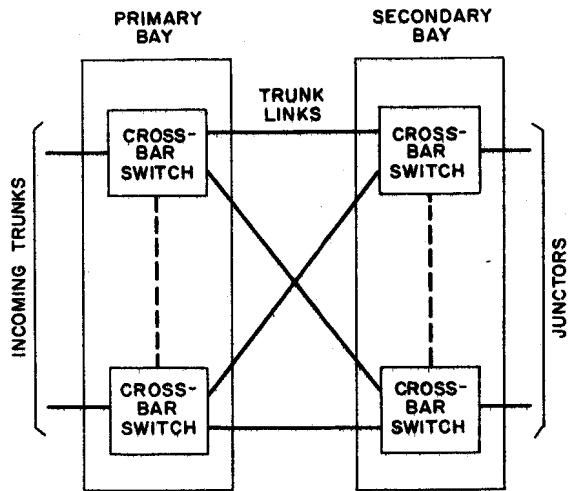 PRIMARY
BAY
SECONDARY
BAY
TRUNK
LINKS
CROSS-
BAR
SWITCH
CROSS-
BAR
SWITCH
INCOMING TRUNKS
JUNCTORS
CROSS-
BAR
SWITCH
CROSS-
BAR
SWITCH